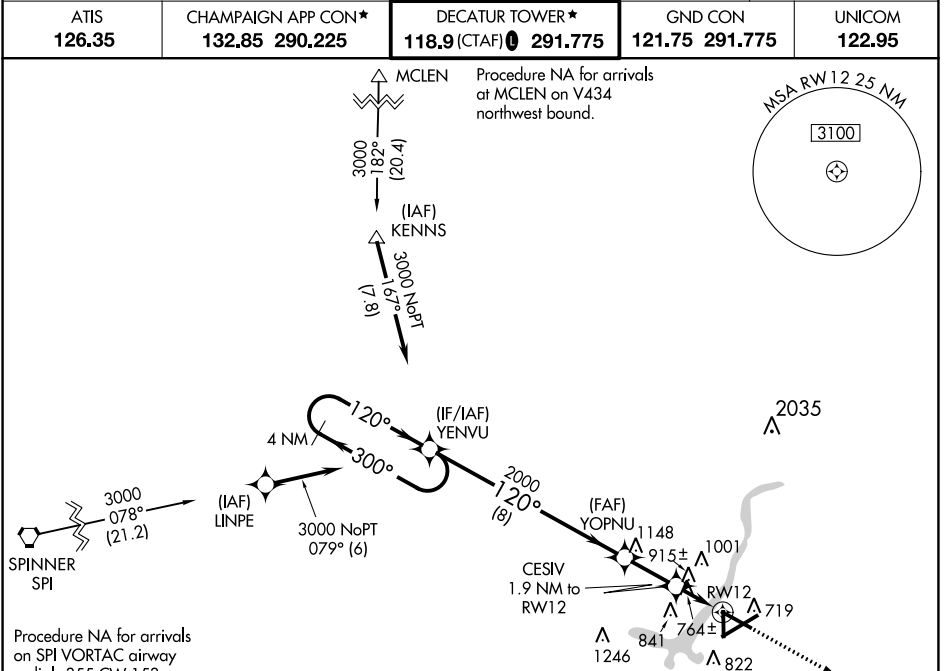 ATIS
126.35
CHAMPAIGN APP CON★
132.85 290.225
DECATUR TOWER★
118.9 (CTAF) L 291.775
GND CON
121.75 291.775
UNICOM
122.95
MCLEN
Procedure NA for arrivals
at MCLEN on V434
northwest bound.
MSA RW12 25 NM
3100
3000
182°
(20.4)
(IAF)
KENNS
3000 NoPT
167°
(7.8)
2035
120°
4 NM
300°
(IF/IAF)
YENVU
2000
120°
(8)
3000
078°
(21.2)
(IAF)
LINPE
3000 NoPT
079° (6)
SPINNER
SPI
(FAF)
YOPNU
1148
915±
1001
CESIV
1.9 NM to
RW12
RW12
719
841
764±
1246
822
Procedure NA for arrivals
on SPI VORTAC airway